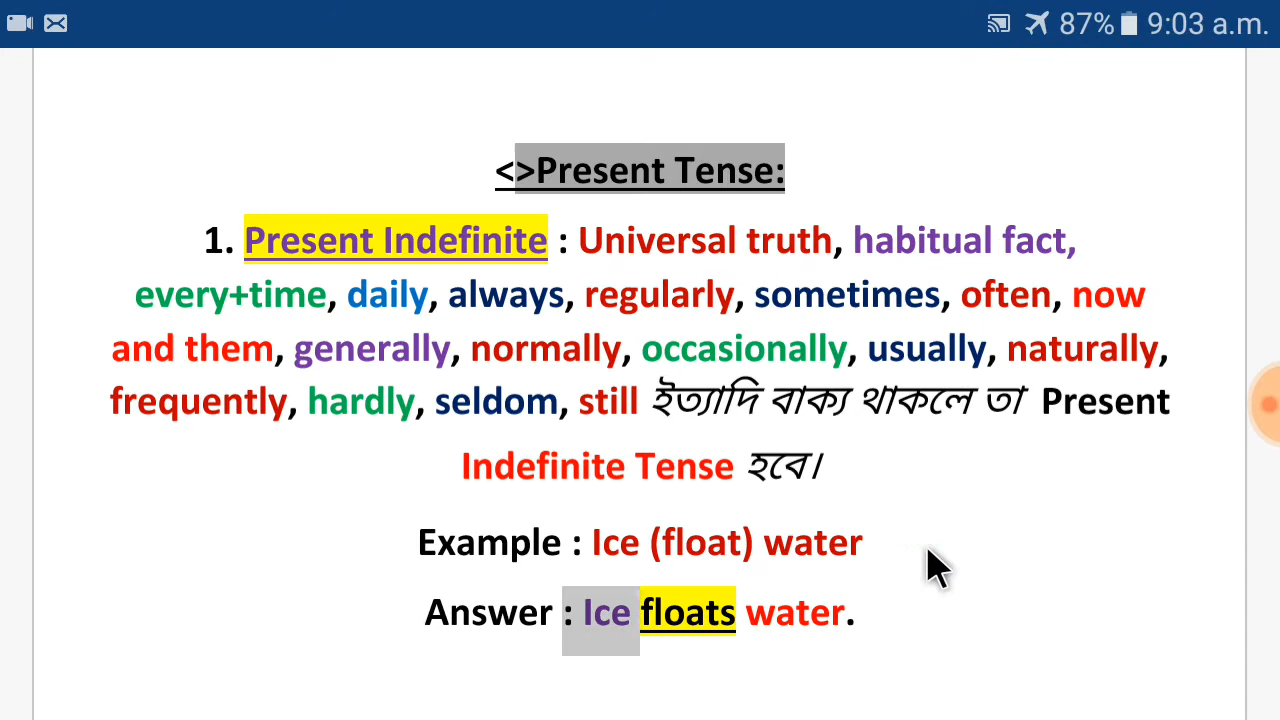 87% 9:03 a.m.
<>Present Tense:
1. Present Indefinite : Universal truth, habitual fact,
every+time, daily, always, regularly, sometimes, often, now
and them, generally, normally, occasionally, usually, naturally,
frequently, hardly, seldom, still ইত্যাদি বাক্য থাকলে তা Present
Indefinite Tense হবে।
Example : Ice (float) water
Answer : Ice floats water.